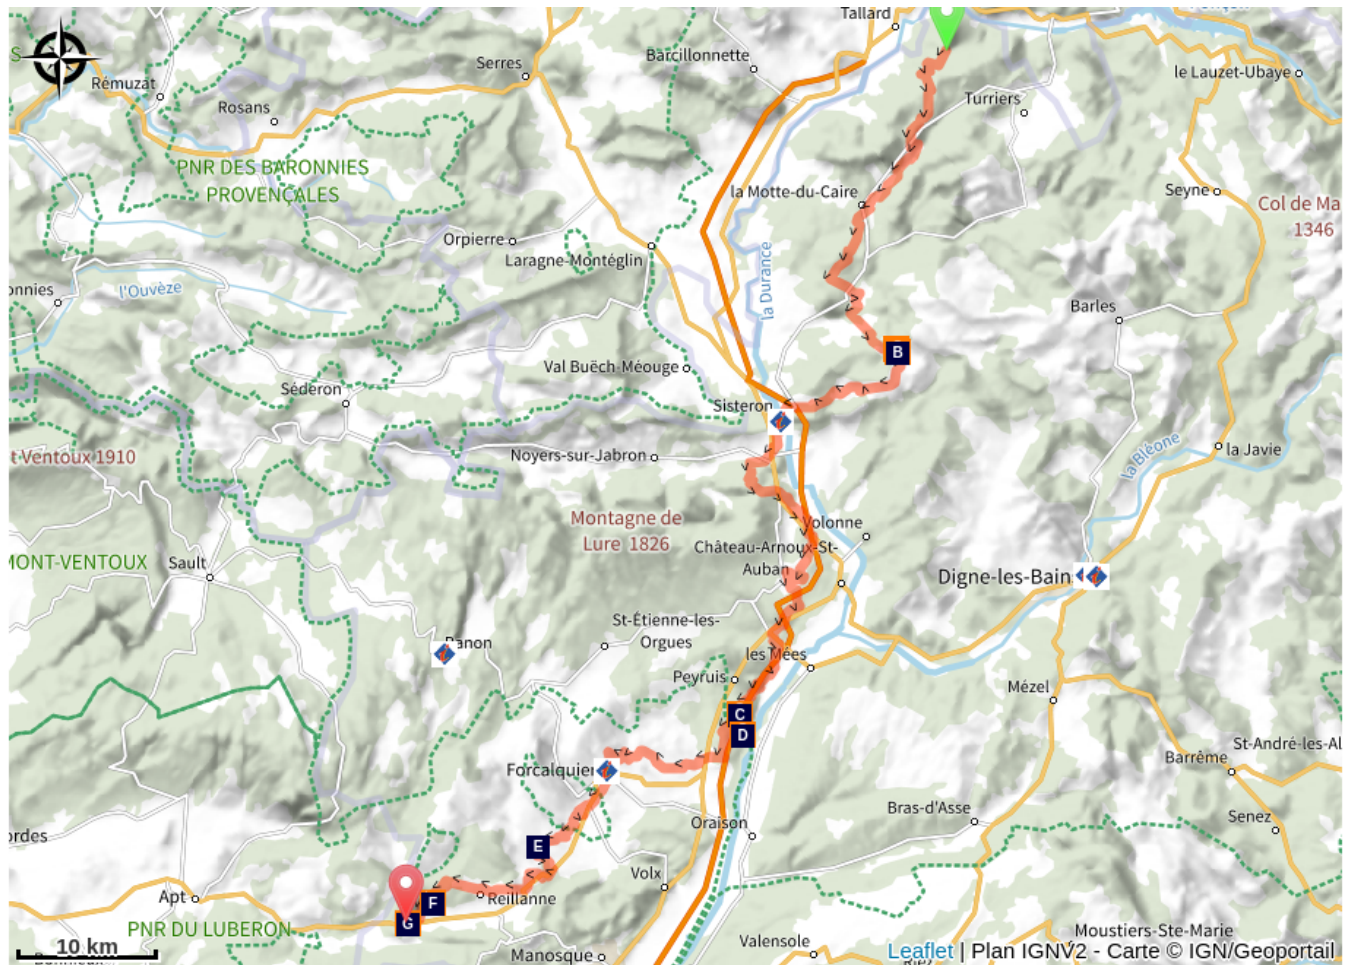 Tallard
Barcillonnette
Serres
le Lauzet-Ubaye
S
Rémuzat
Rosans
Turriers
PNR DES BARONNIES
PROVENÇALES
la Motte-du-Caire
Seyne
Col de Ma
1346
Orpierre
Laragne-Montéglin
la Durance
onnies
l'Ouvèze
Barles
B
Val Buëch-Méouge
Séderon
Sisteron
t Ventoux 1910
Noyers-sur-Jabron
la Javie
la Bléone
Montagne de
Lure 1826
Volonne
Château-Arnoux-St-
Auban
MONT-VENTOUX
Sault
Digne-les-Bain
St-Étienne-les-
Orgues
Banon
les Mées
Peyruis
Mézel
C
D
St-André-les-Al
Barrême
Forcalquier
Bras-d'Asse
Senez
Oraison
ordes
E
Volx
Apt
Reillanne
F
G
PNR DU LUBERON
10 km
Manosque
Valensole
Moustiers-Ste-Marie
Leaflet | Plan IGNV2 - Carte © IGN/Geoportail